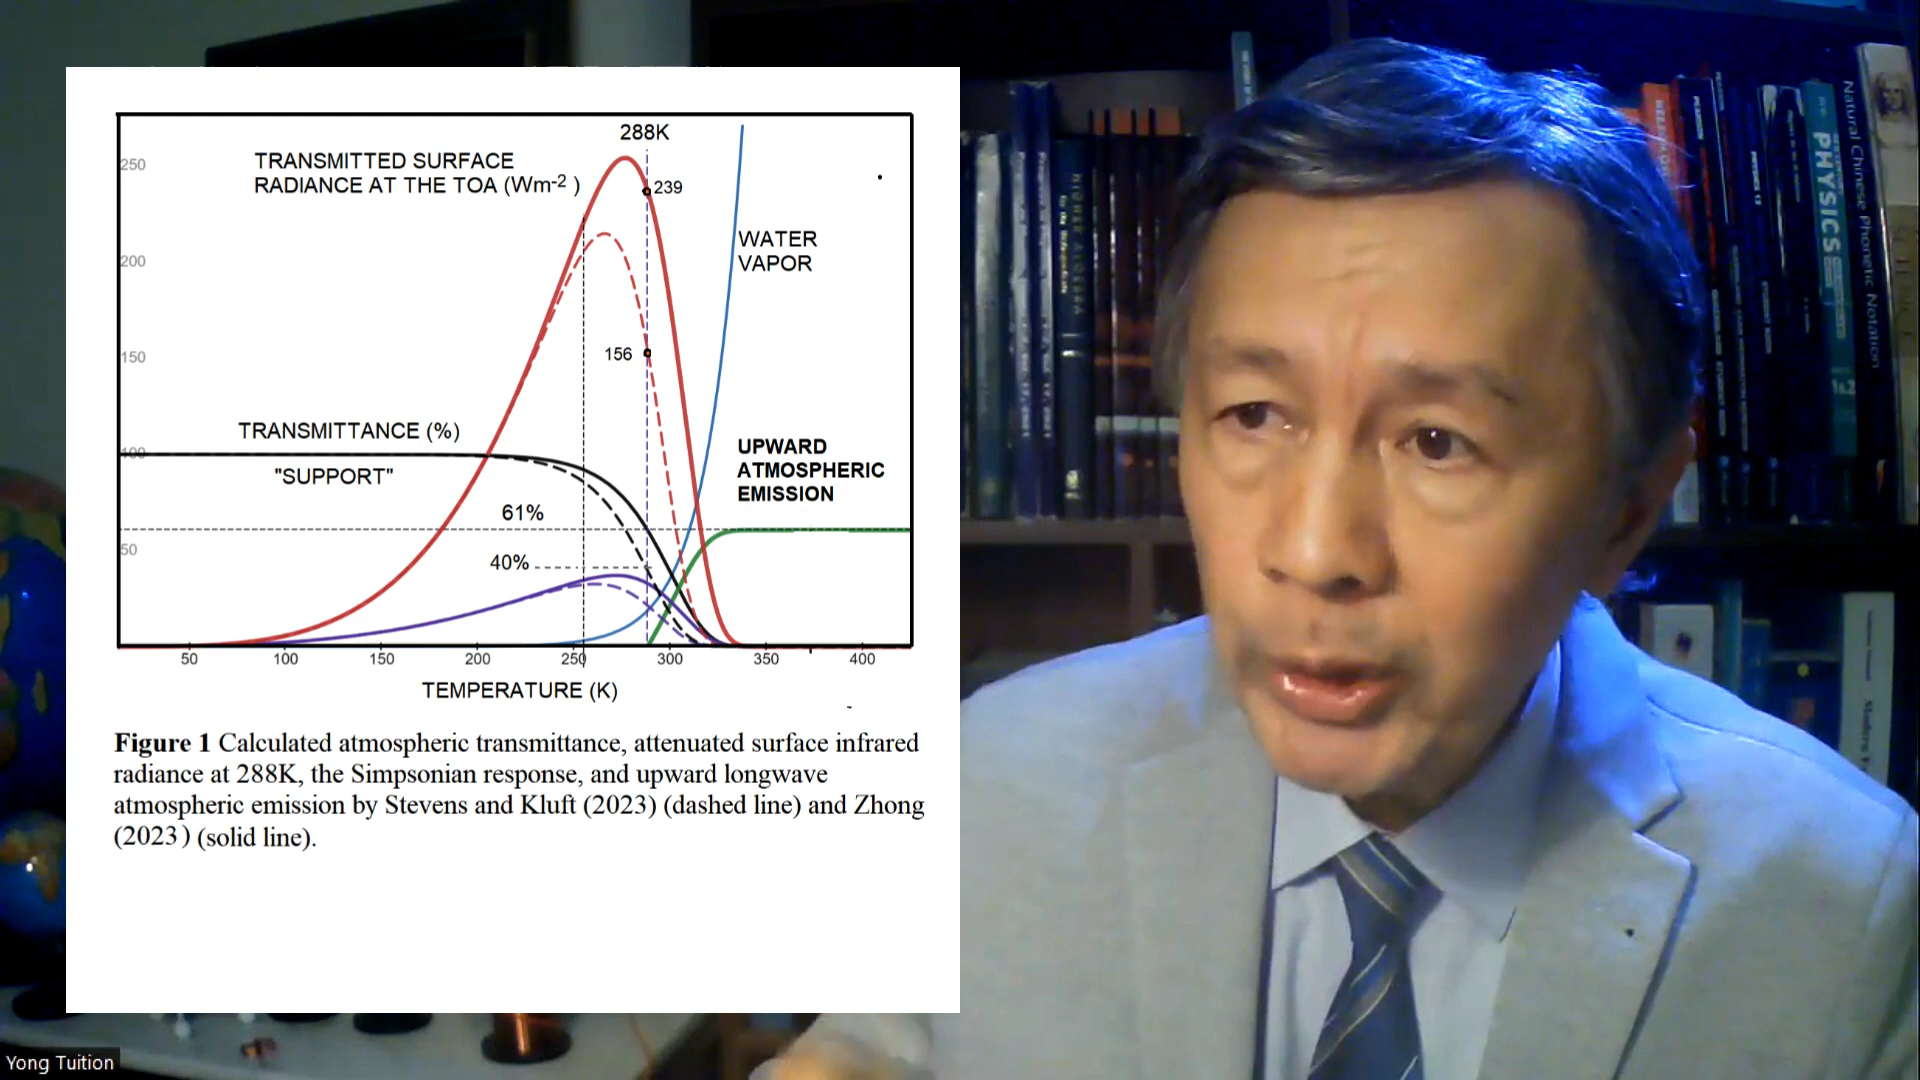 288K
TRANSMITTED SURFACE
RADIANCE AT THE TOA (Wm-2 )
250
239
200
WATER
VAPOR
150
156
TRANSMITTANCE (%)
100
"SUPPORT"
UPWARD
ATMOSPHERIC
EMISSION
61%
50
40%
50 100 150 200 250 300 350 400
TEMPERATURE (K)
Figure 1 Calculated atmospheric transmittance, attenuated surface infrared
radiance at 288K, the Simpsonian response, and upward longwave
atmospheric emission by Stevens and Kluft (2023) (dashed line) and Zhong
(2023) (solid line).
PHYSICS
1&2
Natural Chinese Phonetic Notation
Yong Tuition